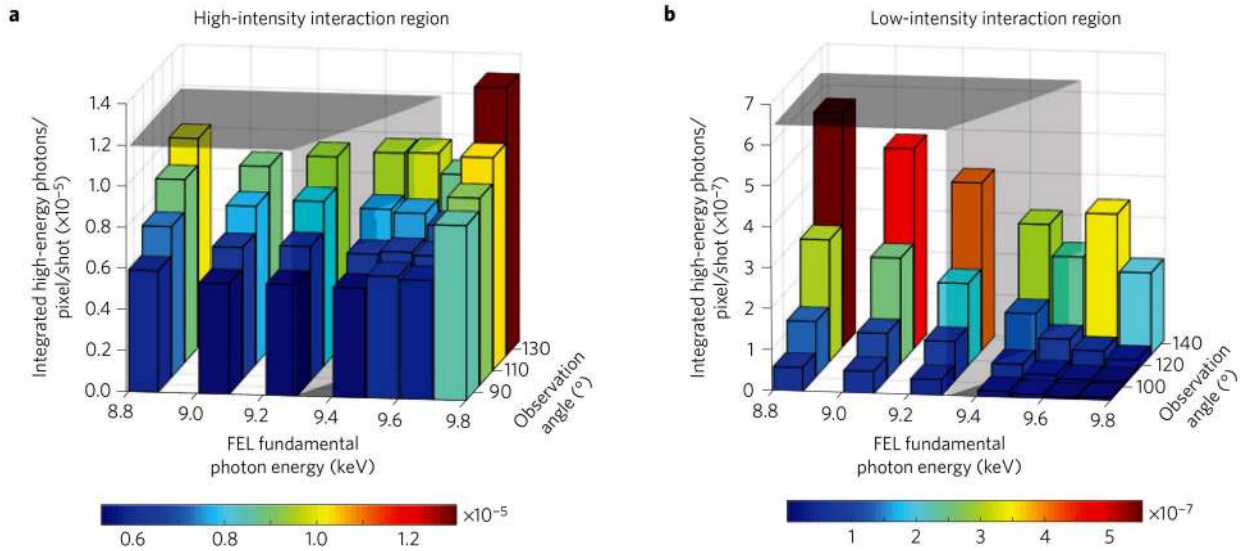 a
High-intensity interaction region
Integrated high-energy photons/
pixel/shot (×10−5)
1.4
1.2
1.0
0.8
0.6
0.4
0.2
0.0
8.8
9.0
9.2
9.4
9.6
9.8
FEL fundamental
photon energy (keV)
90
110
130
Observation
angle (°)
0.6
0.8
1.0
1.2
×10−5
b
Low-intensity interaction region
Integrated high-energy photons/
pixel/shot (×10−7)
7
6
5
4
3
2
1
0
8.8
9.0
9.2
9.4
9.6
9.8
FEL fundamental
photon energy (keV)
100
120
140
Observation
angle (°)
1
2
3
4
5
×10−7